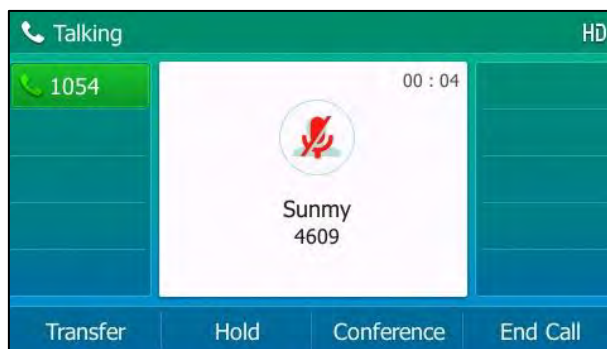 Talking
HD
1054
00 : 04
Sunmy
4609
Transfer
Hold
Conference
End Call